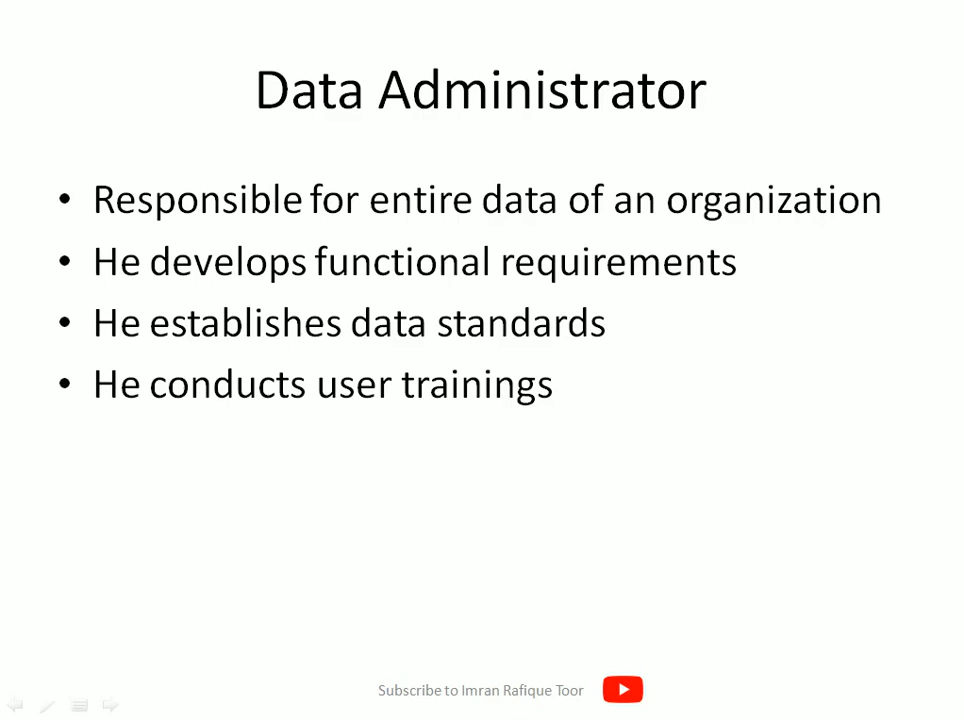 Data Administrator
• Responsible for entire data of an organization
• He develops functional requirements
• He establishes data standards
• He conducts user trainings
Subscribe to Imran Rafique Toor